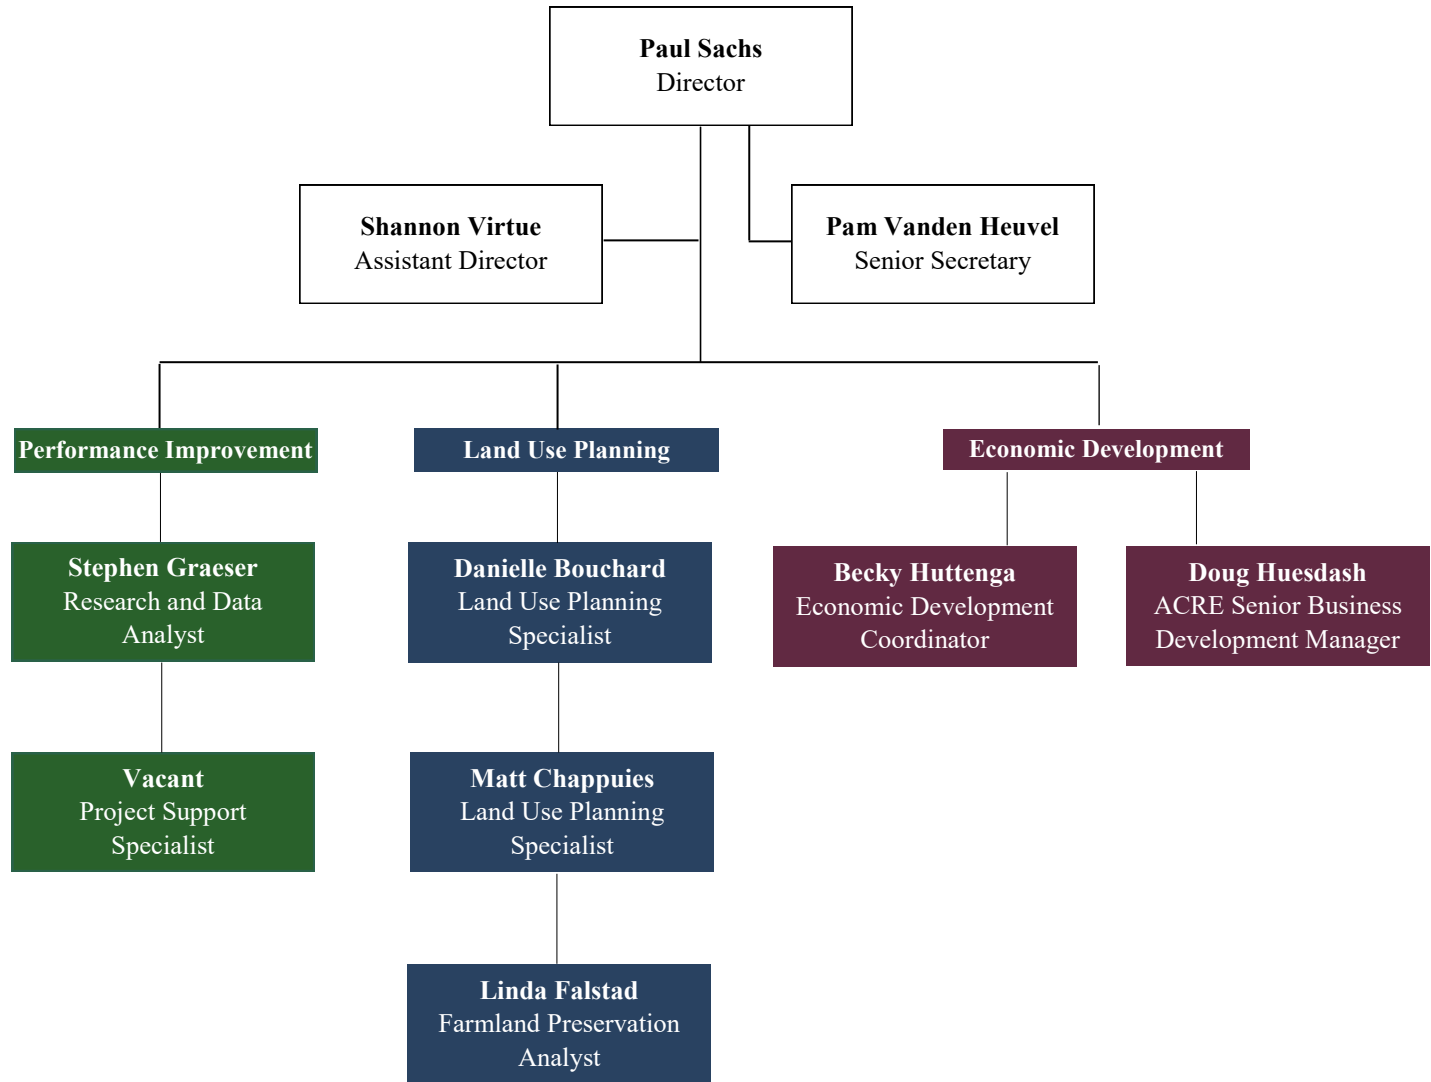 Paul Sachs
Director
Shannon Virtue
Assistant Director
Pam Vanden Heuvel
Senior Secretary
Performance Improvement
Land Use Planning
Economic Development
Stephen Graeser
Research and Data
Analyst
Danielle Bouchard
Land Use Planning
Specialist
Becky Huttenga
Economic Development
Coordinator
Doug Huesdash
ACRE Senior Business
Development Manager
Vacant
Project Support
Specialist
Matt Chappuies
Land Use Planning
Specialist
Linda Falstad
Farmland Preservation
Analyst